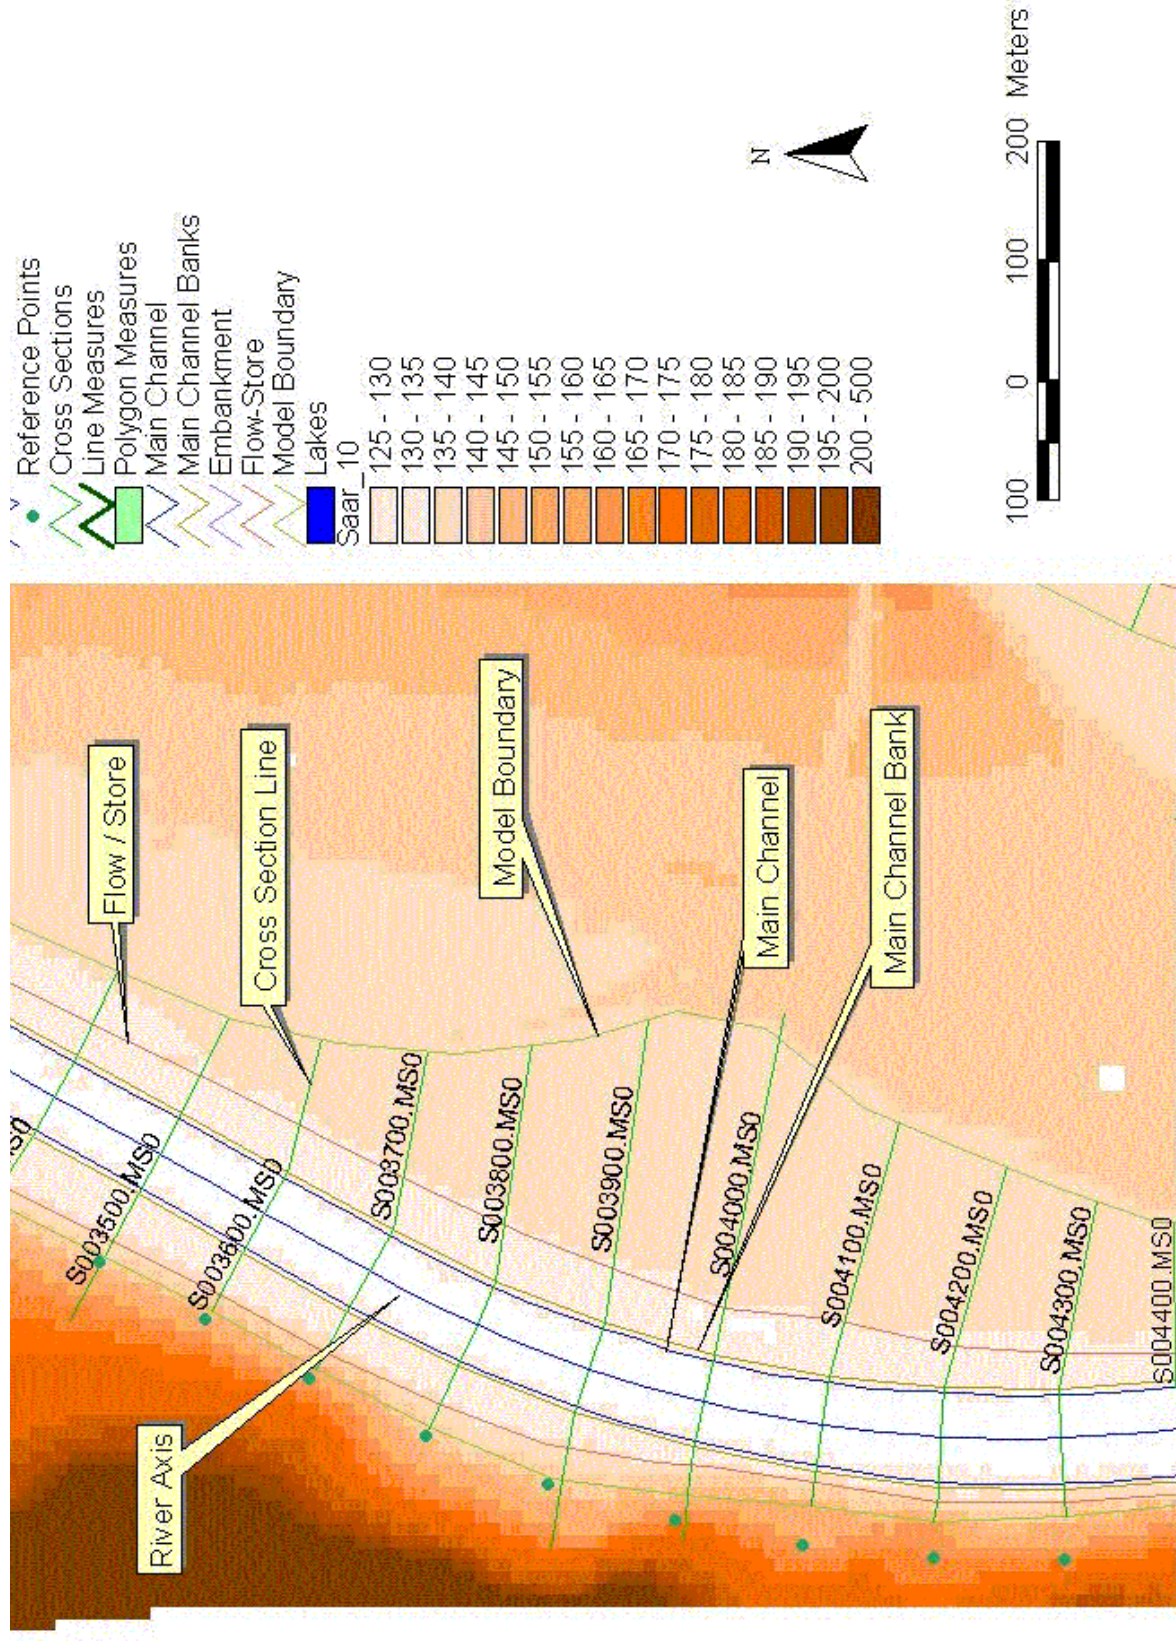 Reference Points
Cross Sections
Line Measures
Polygon Measures
Main Channel
Main Channel Banks
Embankment
Flow-Store
Model Boundary
Lakes
Saar_10
125 - 130
130 - 135
135 - 140
140 - 145
145 - 150
150 - 155
155 - 160
160 - 165
165 - 170
170 - 175
175 - 180
180 - 185
185 - 190
190 - 195
195 - 200
200 - 500
N
100 0 100 200 Meters
River Axis
Flow / Store
Cross Section Line
Model Boundary
Main Channel
Main Channel Bank
S003500.MS0
S003600.MS0
S003700.MS0
S003800.MS0
S003900.MS0
S004000.MS0
S004100.MS0
S004200.MS0
S004300.MS0
S004400.MS0